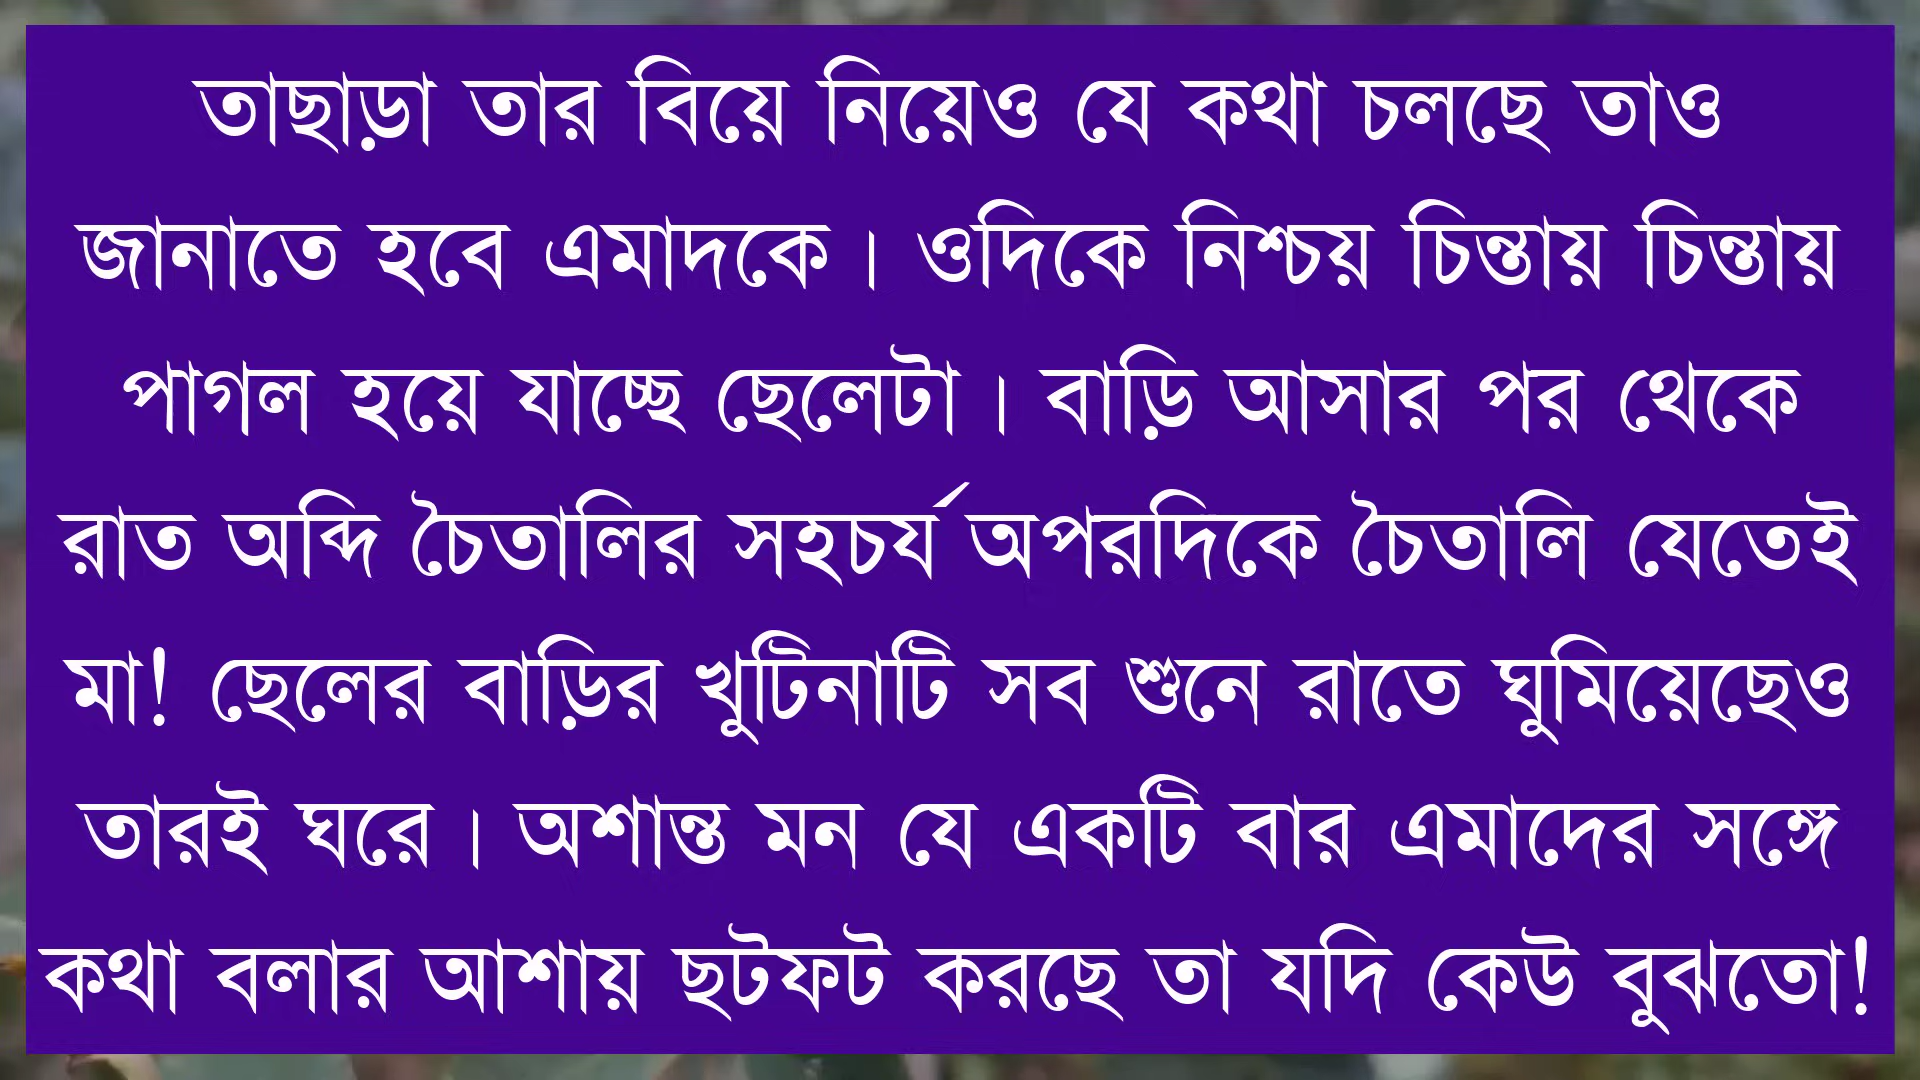 তাছাড়া তার বিয়ে নিয়েও যে কথা চলছে তাও
জানাতে হবে এমাদকে। ওদিকে নিশ্চয় চিন্তায় চিন্তায়
পাগল হয়ে যাচ্ছে ছেলেটা। বাড়ি আসার পর থেকে
রাত অব্দি চৈতালির সহচর্য অপরদিকে চৈতালি যেতেই
মা! ছেলের বাড়ির খুটিনাটি সব শুনে রাতে ঘুমিয়েছেও
তারই ঘরে। অশান্ত মন যে একটি বার এমাদের সঙ্গে
কথা বলার আশায় ছটফট করছে তা যদি কেউ বুঝতো!